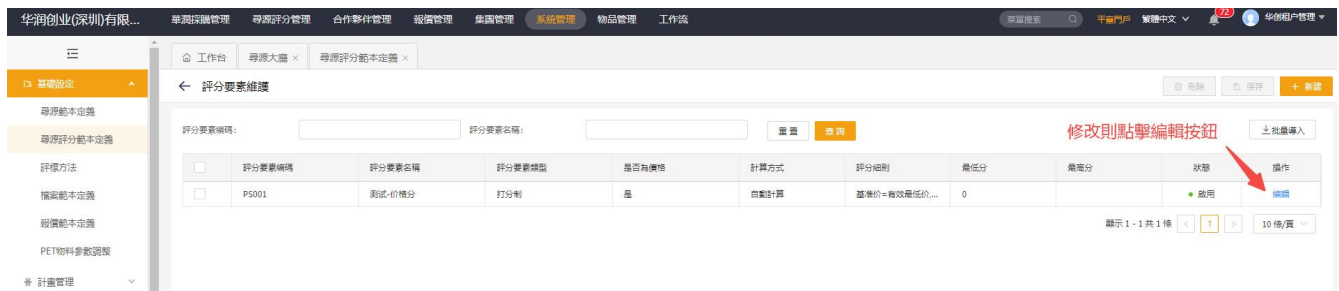 华润创业(深圳)有限... 華潤採購管理 尋源評分管理 合作夥伴管理 報價管理 集團管理 系統管理 物品管理 工作流 菜單搜索 平臺門戶 繁體中文 72 华创租户管理
工作台 尋源大廳 × 尋源評分範本定義 ×
基礎設定
← 評分要素維護 刪除 保存 + 新建
尋源範本定義
尋源評分範本定義
評分要素編碼: 評分要素名稱: 重置 查詢 修改則點擊編輯按鈕 批量導入
評標方法
評分要素編碼 評分要素名稱 評分要素類型 是否為價格 計算方式 評分細則 最低分 最高分 狀態 操作
檔案範本定義
PS001 测试-价格分 打分制 是 自動計算 基准价=有效最低价,... 0 啟用 編輯
報價範本定義
顯示 1 - 1 共 1 條 < 1 > 10 條/頁
PET物料參數調整
計畫管理